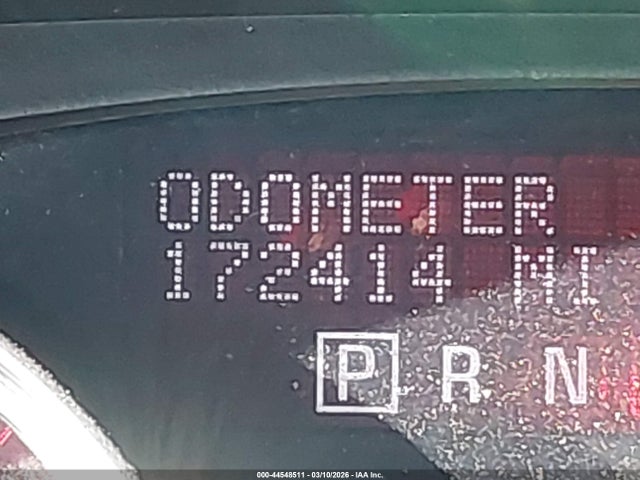 ODOMETER
172414 MI
P R N
000-44548511 - 03/10/2026 - IAA Inc.